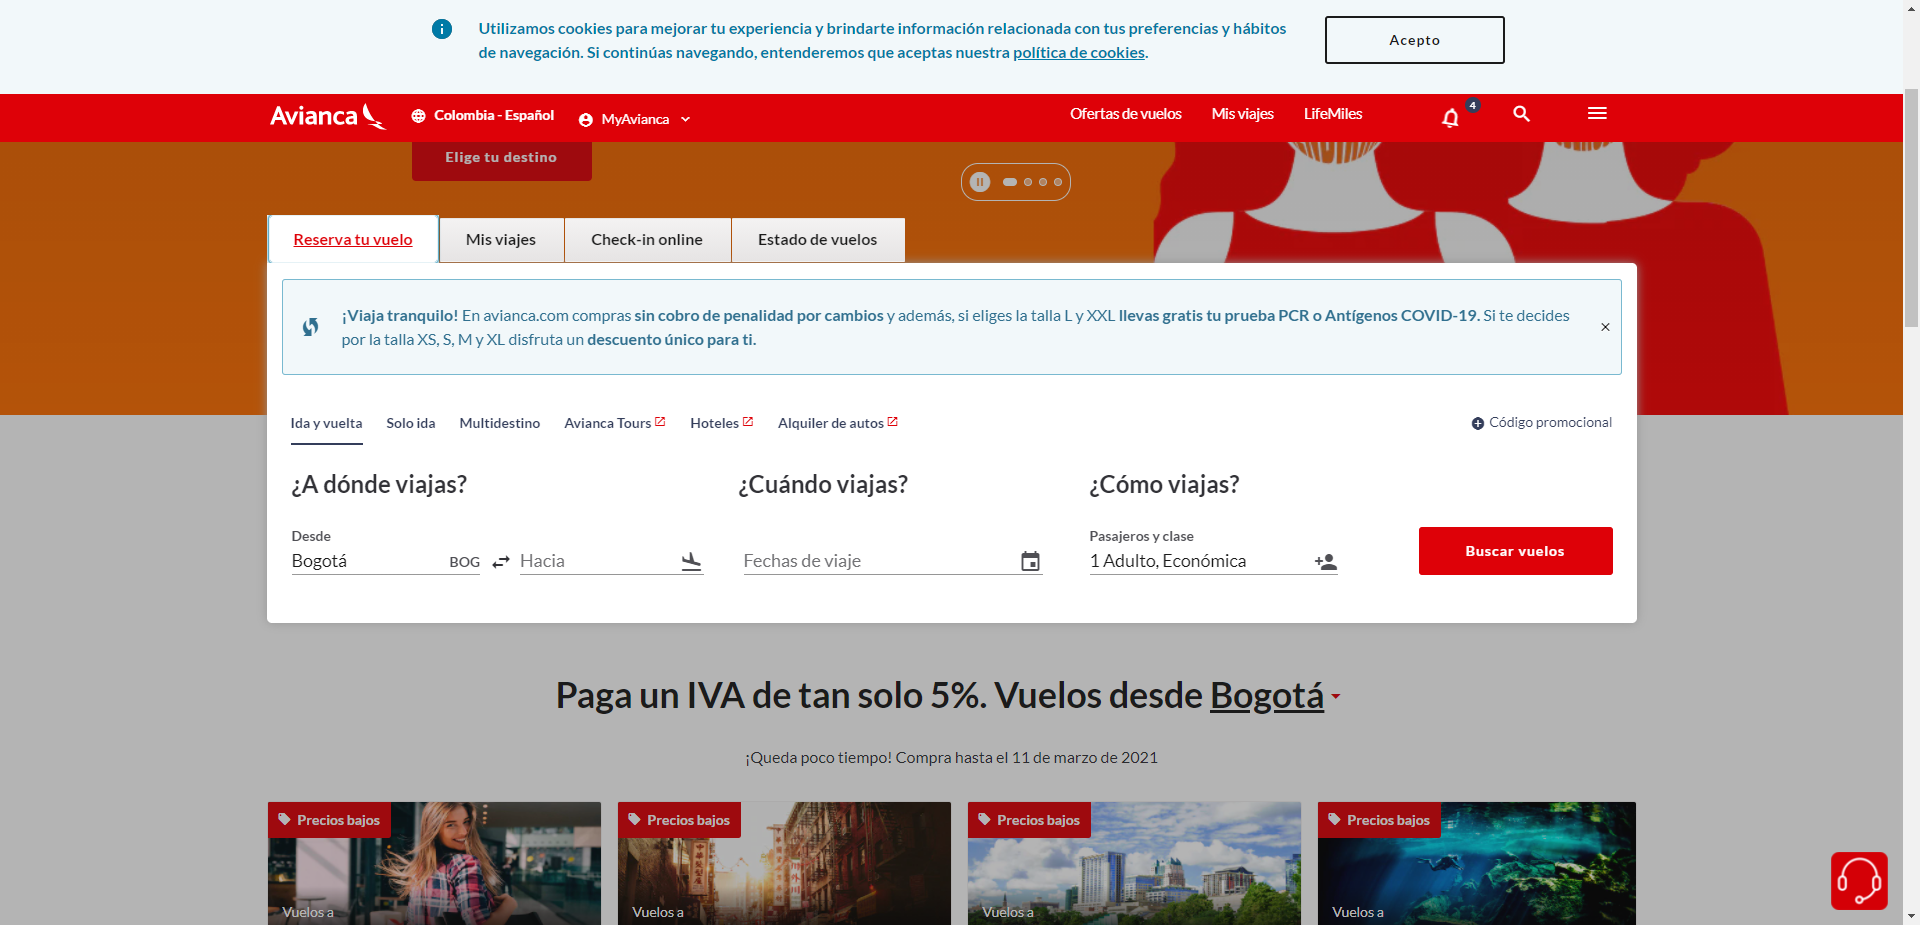 Utilizamos cookies para mejorar tu experiencia y brindarte información relacionada con tus preferencias y hábitos
de navegación. Si continúas navegando, entenderemos que aceptas nuestra política de cookies.
Acepto
Avianca
Colombia - Español
MyAvianca
Ofertas de vuelos
Mis viajes
LifeMiles
4
Elige tu destino
Reserva tu vuelo
Mis viajes
Check-in online
Estado de vuelos
¡Viaja tranquilo! En avianca.com compras sin cobro de penalidad por cambios y además, si eliges la talla L y XXL llevas gratis tu prueba PCR o Antígenos COVID-19. Si te decides
por la talla XS, S, M y XL disfruta un descuento único para ti.
Ida y vuelta
Solo ida
Multidestino
Avianca Tours
Hoteles
Alquiler de autos
Código promocional
¿A dónde viajas?
¿Cuándo viajas?
¿Cómo viajas?
Desde
Bogotá
BOG
Hacia
Fechas de viaje
Pasajeros y clase
1 Adulto, Económica
Buscar vuelos
Paga un IVA de tan solo 5%. Vuelos desde Bogotá
¡Queda poco tiempo! Compra hasta el 11 de marzo de 2021
Precios bajos
Precios bajos
Precios bajos
Precios bajos
Vuelos a
Vuelos a
Vuelos a
Vuelos a